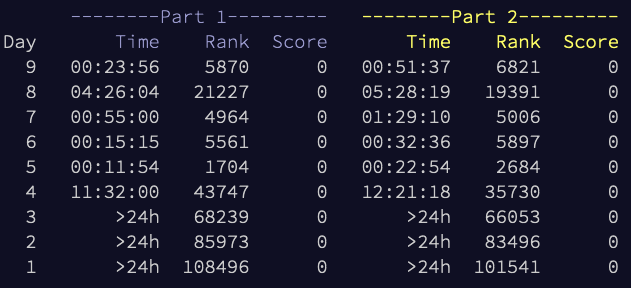 --------Part 1--------- --------Part 2---------
Day Time Rank Score Time Rank Score
9 00:23:56 5870 0 00:51:37 6821 0
8 04:26:04 21227 0 05:28:19 19391 0
7 00:55:00 4964 0 01:29:10 5006 0
6 00:15:15 5561 0 00:32:36 5897 0
5 00:11:54 1704 0 00:22:54 2684 0
4 11:32:00 43747 0 12:21:18 35730 0
3 >24h 68239 0 >24h 66053 0
2 >24h 85973 0 >24h 83496 0
1 >24h 108496 0 >24h 101541 0